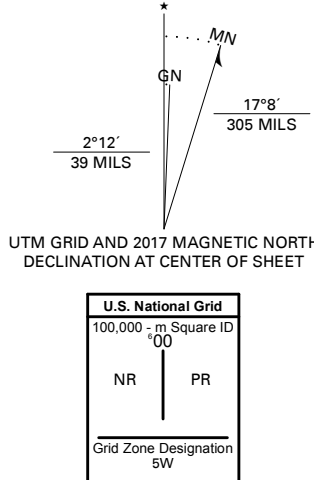 ★
MN
GN
17°8´
305 MILS
2°12´
39 MILS
UTM GRID AND 2017 MAGNETIC NORTH
DECLINATION AT CENTER OF SHEET
U.S. National Grid
100,000 - m Square ID
⁶00
NR PR
Grid Zone Designation
5W